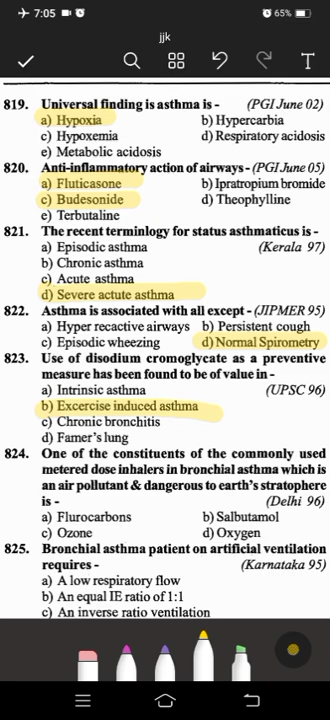 7:05
65%
jjk
T
819. Universal finding is asthma is - (PGI June 02)
a) Hypoxia b) Hypercarbia
c) Hypoxemia d) Respiratory acidosis
e) Metabolic acidosis
820. Anti-inflammatory action of airways- (PGI June 05)
a) Fluticasone b) Ipratropium bromide
c) Budesonide d) Theophylline
e) Terbutaline
821. The recent terminlogy for status asthmaticus is -
a) Episodic asthma (Kerala 97)
b) Chronic asthma
c) Acute asthma
d) Severe actute asthma
822. Asthma is associated with all except - (JIPMER 95)
a) Hyper recactive airways b) Persistent cough
c) Episodic wheezing d) Normal Spirometry
823. Use of disodium cromoglycate as a preventive
measure has been found to be of value in -
a) Intrinsic asthma (UPSC 96)
b) Excercise induced asthma
c) Chronic bronchitis
d) Famer's lung
824. One of the constituents of the commonly used
metered dose inhalers in bronchial asthma which is
an air pollutant & dangerous to earth's stratophere
is - (Delhi 96)
a) Flurocarbons b) Salbutamol
c) Ozone d) Oxygen
825. Bronchial asthma patient on artificial ventilation
requires - (Karnataka 95)
a) A low respiratory flow
b) An equal IE ratio of 1:1
c) An inverse ratio ventilation